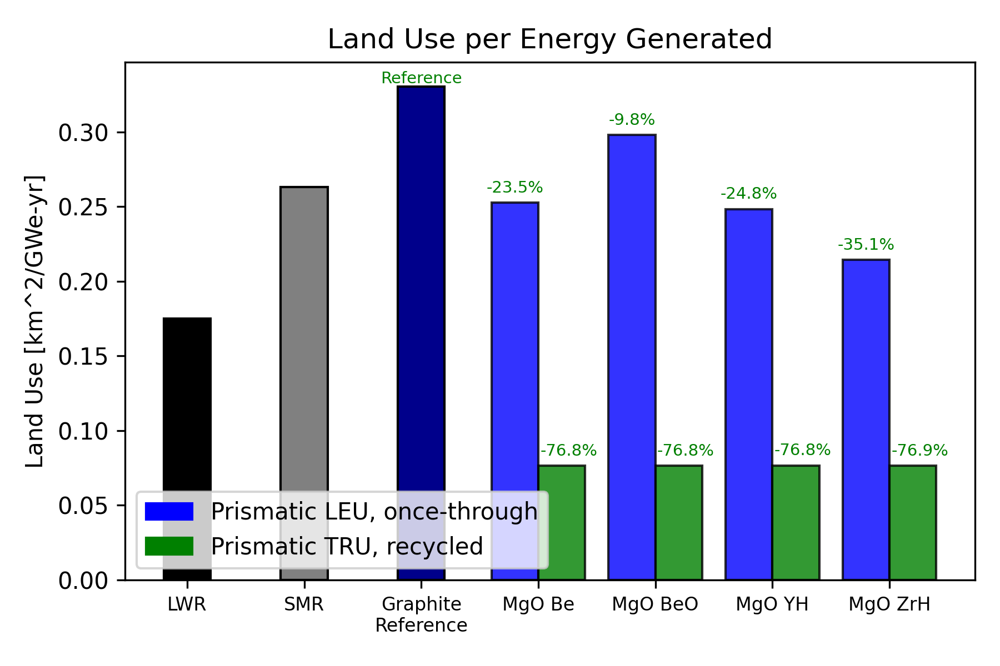 Land Use per Energy Generated
Land Use [km^2/GWe-yr]
0.30
0.25
0.20
0.15
0.10
0.05
0.00
Reference
-23.5%
-9.8%
-24.8%
-35.1%
-76.8%
-76.8%
-76.8%
-76.9%
Prismatic LEU, once-through
Prismatic TRU, recycled
LWR
SMR
Graphite
Reference
MgO Be
MgO BeO
MgO YH
MgO ZrH